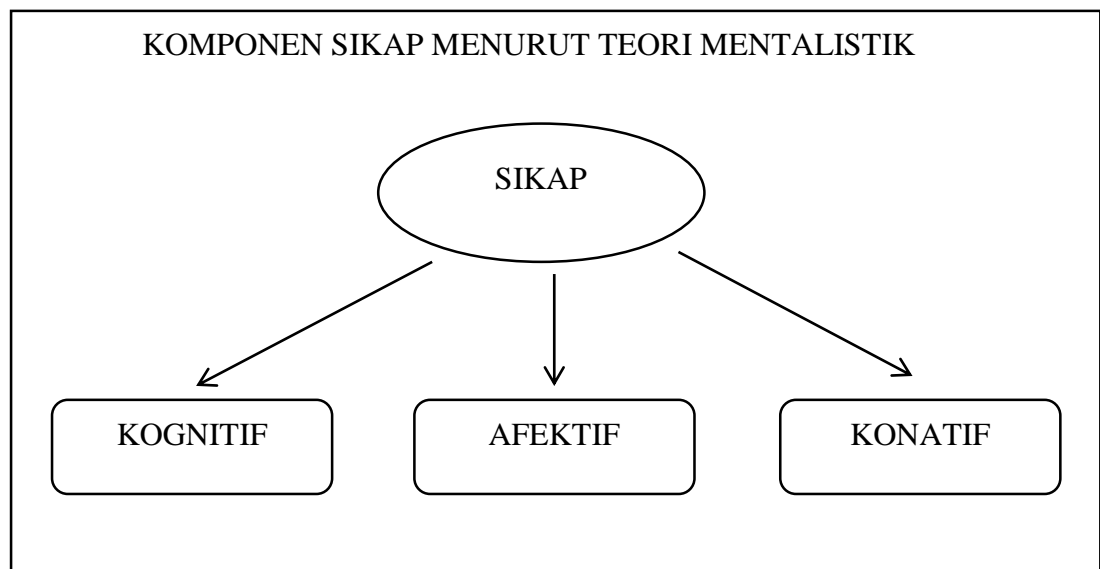 KOMPONEN SIKAP MENURUT TEORI MENTALISTIK
SIKAP
KOGNITIF
AFEKTIF
KONATIF